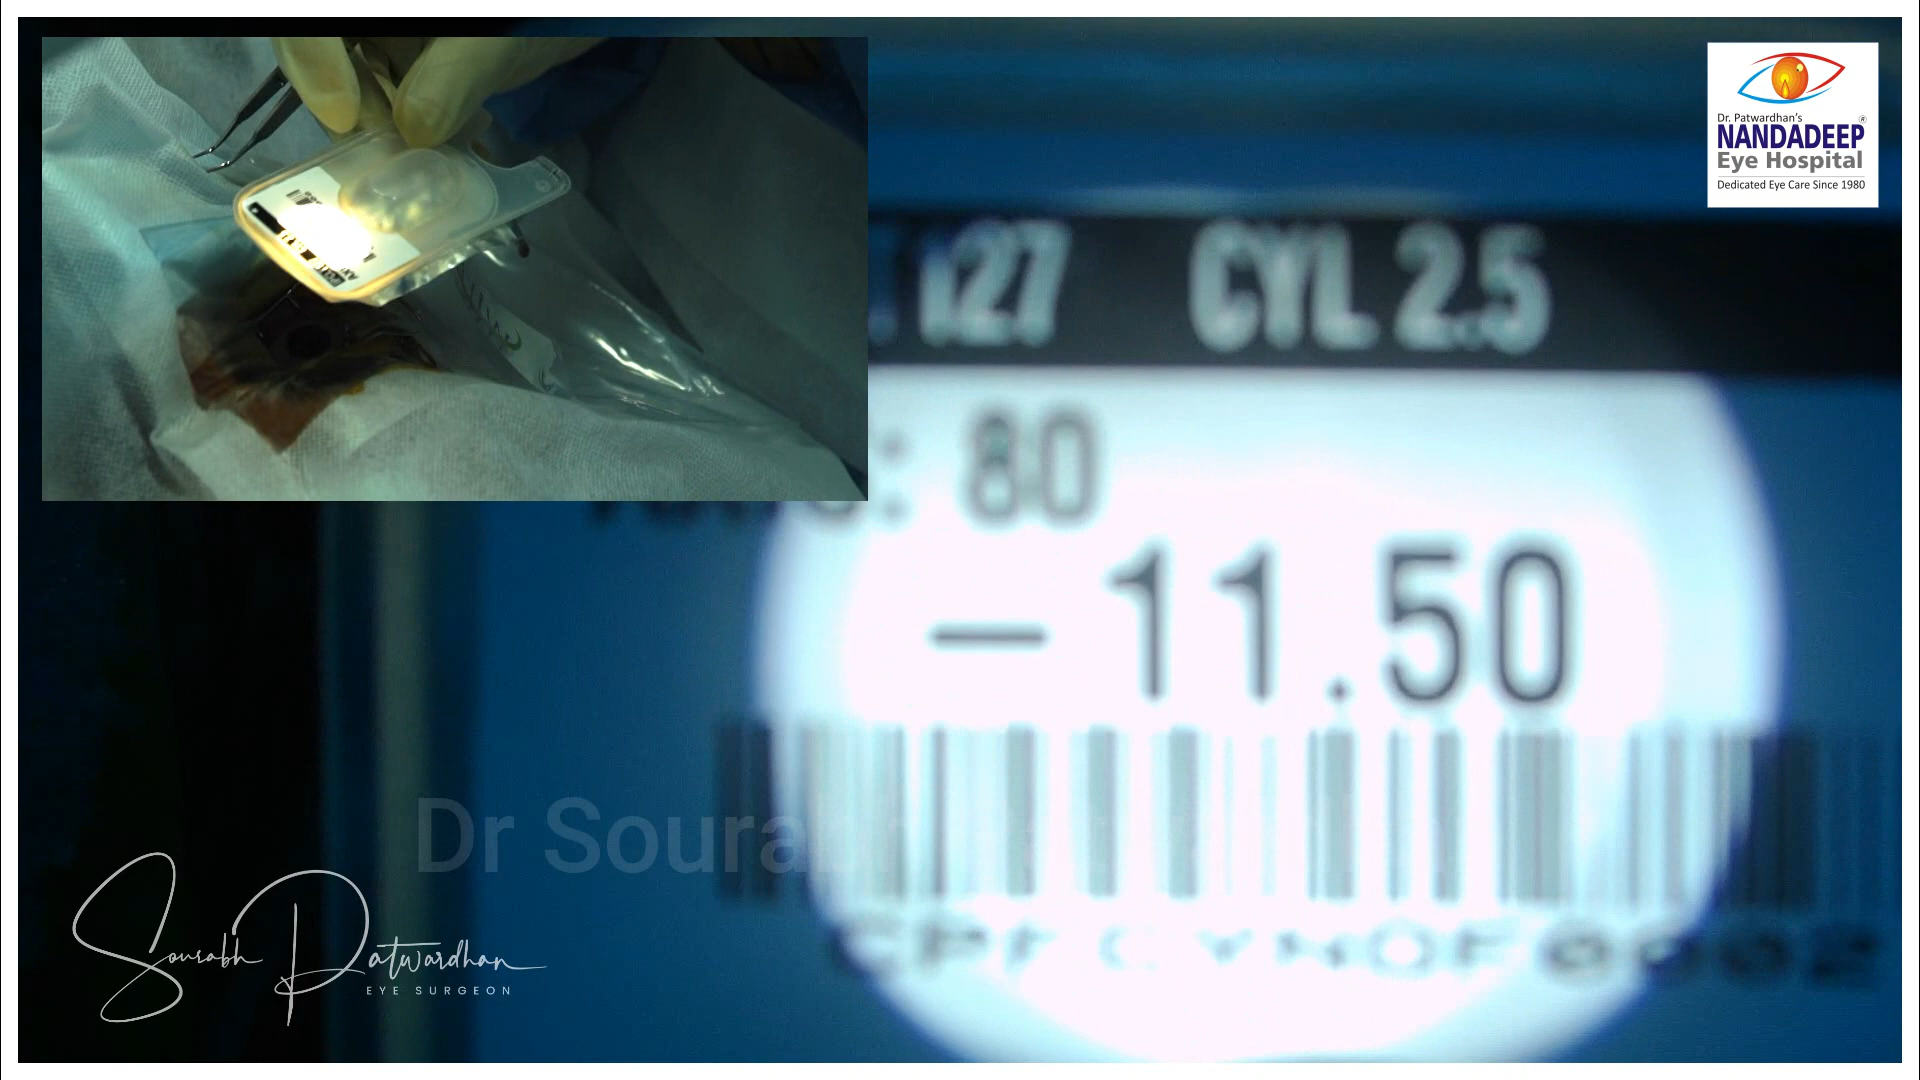 Dr. Patwardhan's
NANDADEEP®
Eye Hospital
Dedicated Eye Care Since 1980
127 CYL 2.5
: 80
-11.50
Dr Soura
Sourabh Patwardhan
EYE SURGEON